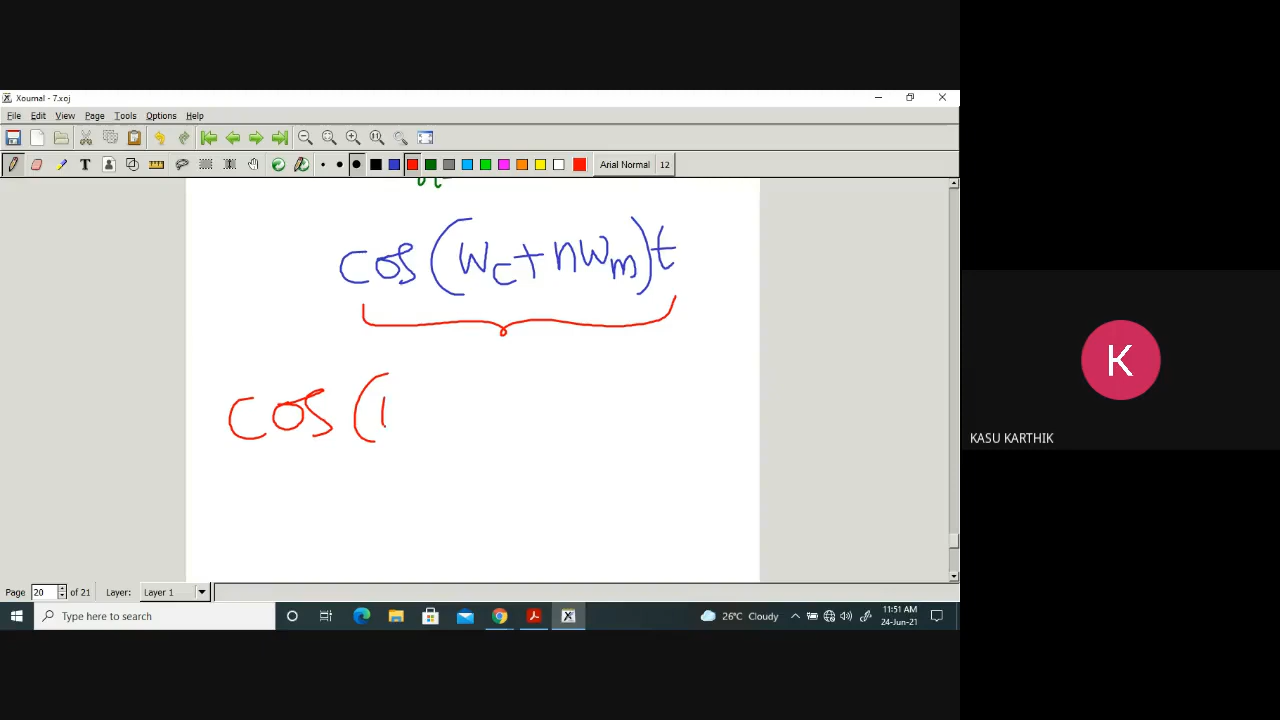 Xournal - 7.xoj
File Edit View Page Tools Options Help
Arial Normal 12
cos(Wc+nWm)t
cos(
Page 20 of 21 Layer: Layer 1
Type here to search
26°C Cloudy
11:51 AM
24-Jun-21
K
KASU KARTHIK